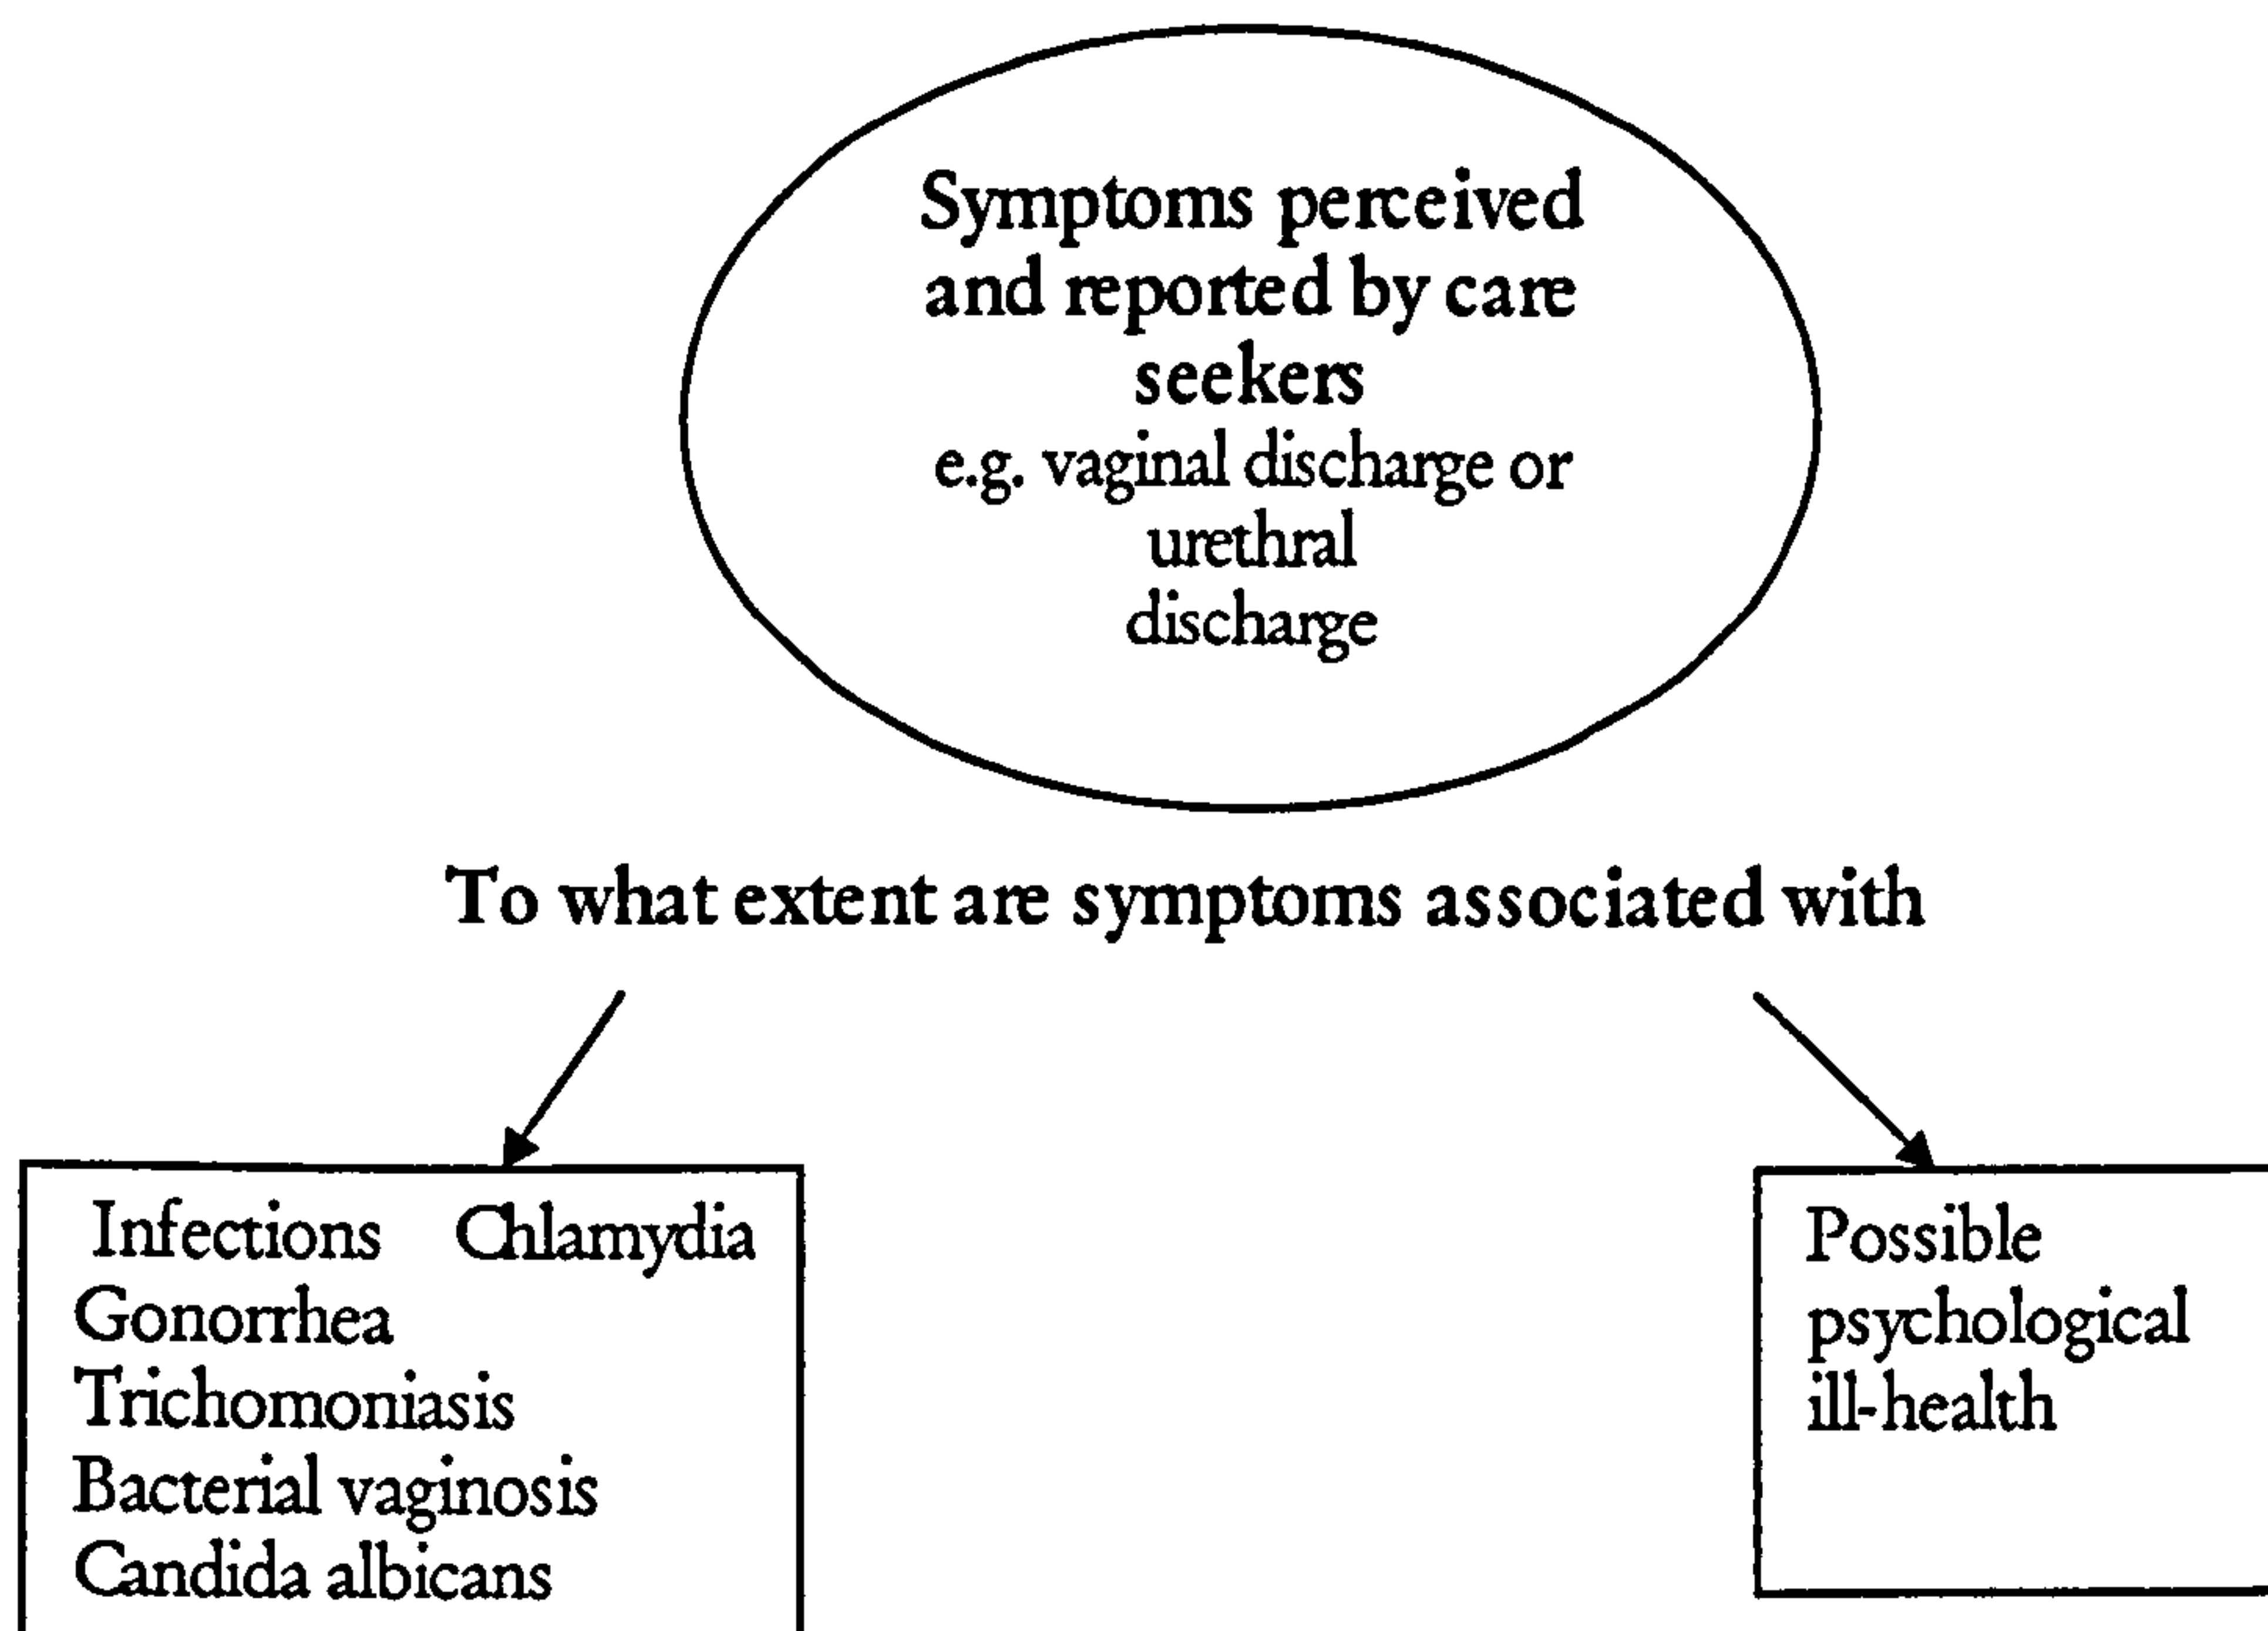 Symptoms perceived
and reported by care
seekers
e.g. vaginal discharge or
urethral
discharge
To what extent are symptoms associated with
Infections Chlamydia
Gonorrhea
Trichomoniasis
Bacterial vaginosis
Candida albicans
Possible
psychological
ill-health